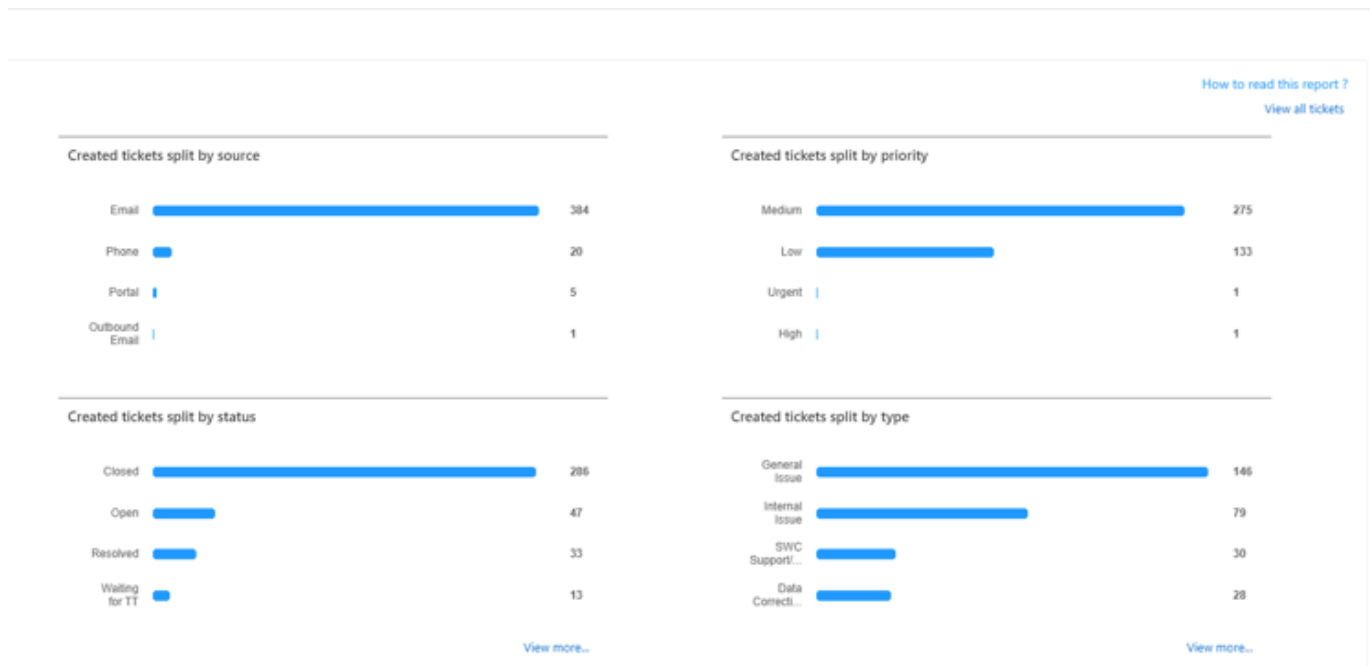 How to read this report ?
View all tickets
Created tickets split by source
Email 384
Phone 20
Portal 5
Outbound
Email 1
Created tickets split by priority
Medium 275
Low 133
Urgent 1
High 1
Created tickets split by status
Closed 286
Open 47
Resolved 33
Waiting
for TT 13
View more...
Created tickets split by type
General
Issue 146
Internal
Issue 79
SWC
Support/... 30
Data
Correcti... 28
View more...